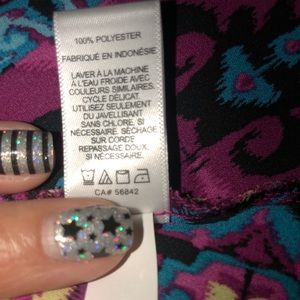 100% POLYESTER
FABRIQUÉ EN INDONÉSIE
LAVER À LA MACHINE
À L'EAU FROIDE AVEC
COULEURS SIMILAIRES.
CYCLE DÉLICAT.
UTILISEZ SEULEMENT
DU JAVELLISANT
SANS CHLORE, SI
NÉCESSAIRE. SÉCHAGE
SUR CORDE.
REPASSAGE DOUX,
SI NÉCESSAIRE.
CA# 56842